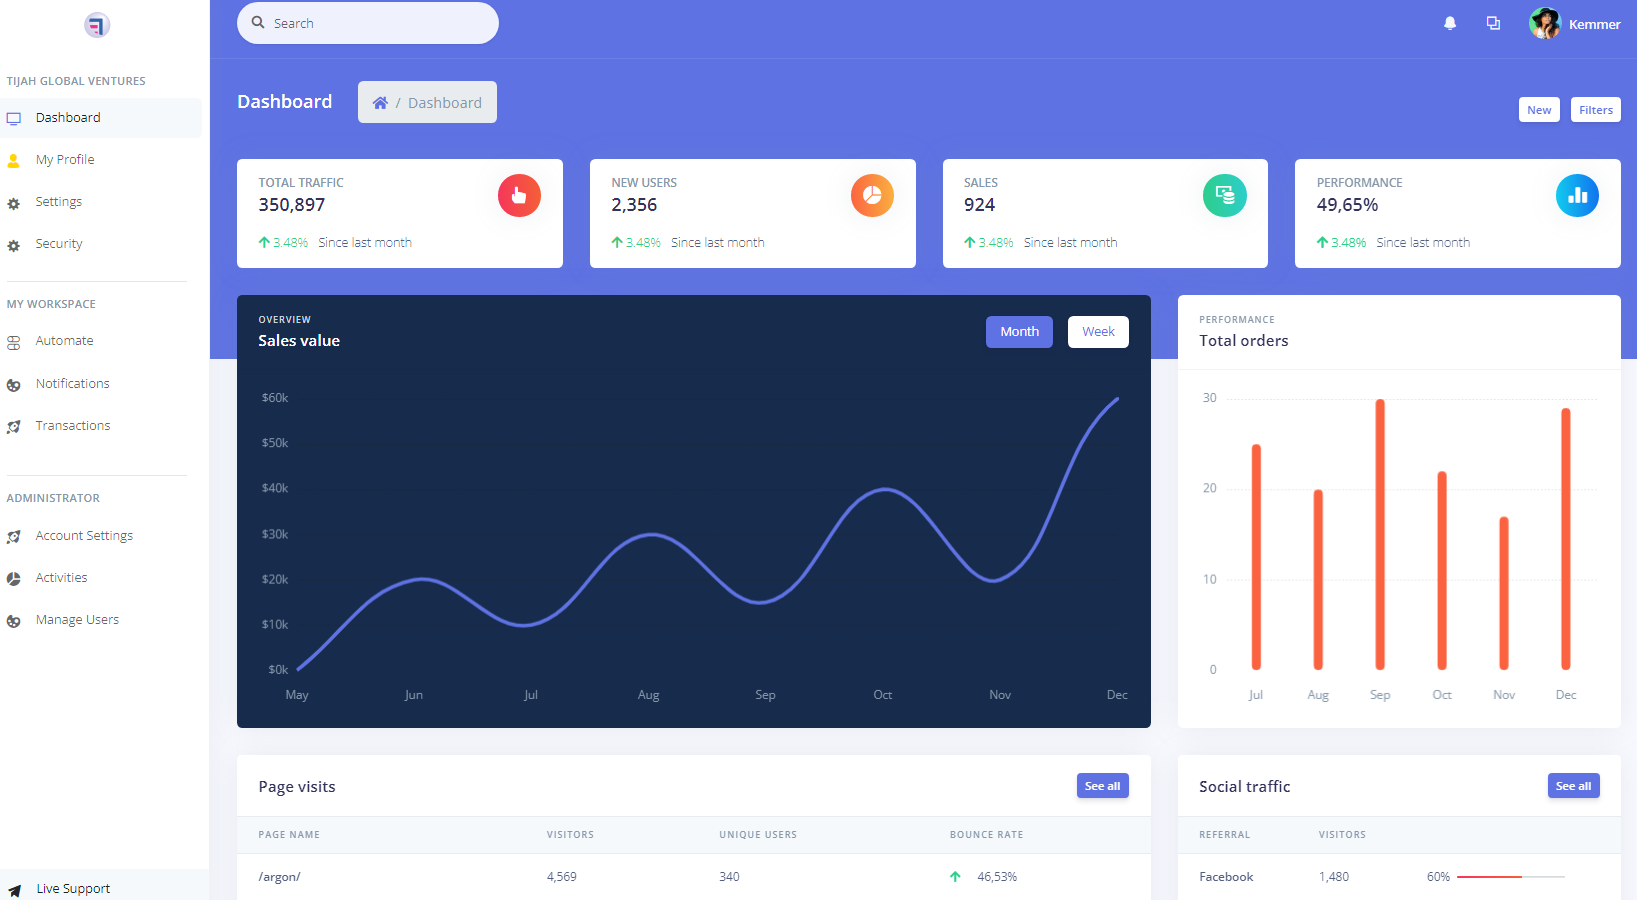 Search
Kemmer
TIJAH GLOBAL VENTURES
Dashboard
My Profile
Settings
Security
MY WORKSPACE
Automate
Notifications
Transactions
ADMINISTRATOR
Account Settings
Activities
Manage Users
Live Support
Dashboard
/ Dashboard
New
Filters
TOTAL TRAFFIC
350,897
3.48% Since last month
NEW USERS
2,356
3.48% Since last month
SALES
924
3.48% Since last month
PERFORMANCE
49,65%
3.48% Since last month
OVERVIEW
Sales value
Month
Week
$60k
$50k
$40k
$30k
$20k
$10k
$0k
May Jun Jul Aug Sep Oct Nov Dec
PERFORMANCE
Total orders
30
20
10
0
Jul Aug Sep Oct Nov Dec
Page visits
See all
PAGE NAME VISITORS UNIQUE USERS BOUNCE RATE
/argon/ 4,569 340 46,53%
Social traffic
See all
REFERRAL VISITORS
Facebook 1,480 60%